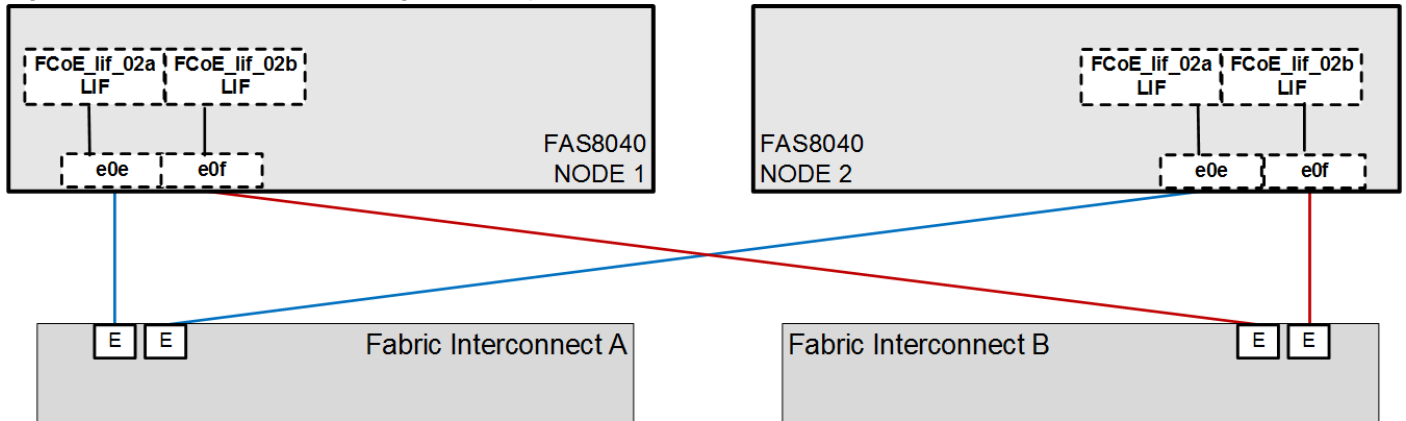 FCoE_lif_02a
LIF
FCoE_lif_02b
LIF
e0e
e0f
FAS8040
NODE 1
FCoE_lif_02a
LIF
FCoE_lif_02b
LIF
FAS8040
NODE 2
e0e
e0f
E
E
Fabric Interconnect A
Fabric Interconnect B
E
E